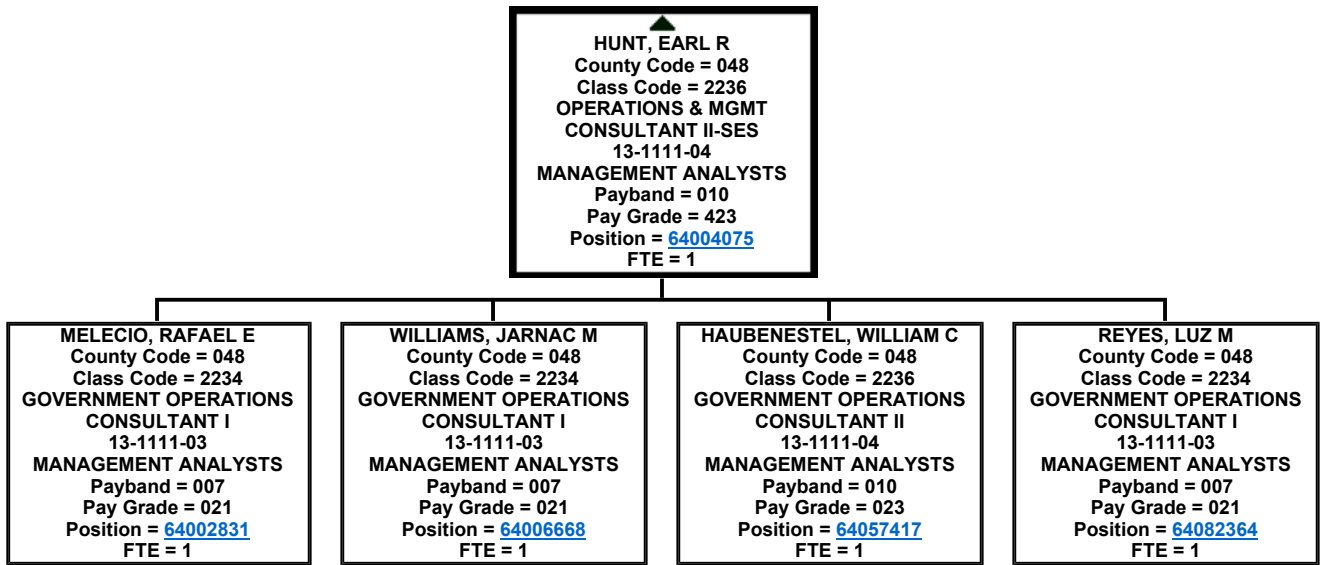 HUNT, EARL R
County Code = 048
Class Code = 2236
OPERATIONS & MGMT
CONSULTANT II-SES
13-1111-04
MANAGEMENT ANALYSTS
Payband = 010
Pay Grade = 423
Position = 64004075
FTE = 1
MELECIO, RAFAEL E
County Code = 048
Class Code = 2234
GOVERNMENT OPERATIONS
CONSULTANT I
13-1111-03
MANAGEMENT ANALYSTS
Payband = 007
Pay Grade = 021
Position = 64002831
FTE = 1
WILLIAMS, JARNAC M
County Code = 048
Class Code = 2234
GOVERNMENT OPERATIONS
CONSULTANT I
13-1111-03
MANAGEMENT ANALYSTS
Payband = 007
Pay Grade = 021
Position = 64006668
FTE = 1
HAUBENESTEL, WILLIAM C
County Code = 048
Class Code = 2236
GOVERNMENT OPERATIONS
CONSULTANT II
13-1111-04
MANAGEMENT ANALYSTS
Payband = 010
Pay Grade = 023
Position = 64057417
FTE = 1
REYES, LUZ M
County Code = 048
Class Code = 2234
GOVERNMENT OPERATIONS
CONSULTANT I
13-1111-03
MANAGEMENT ANALYSTS
Payband = 007
Pay Grade = 021
Position = 64082364
FTE = 1